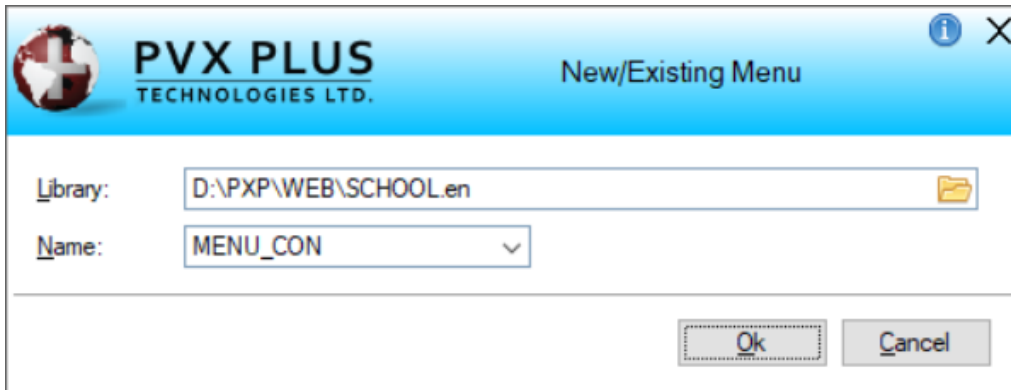 PVX PLUS
TECHNOLOGIES LTD.
New/Existing Menu
Library: D:\PXP\WEB\SCHOOL.en
Name: MENU_CON
Ok Cancel